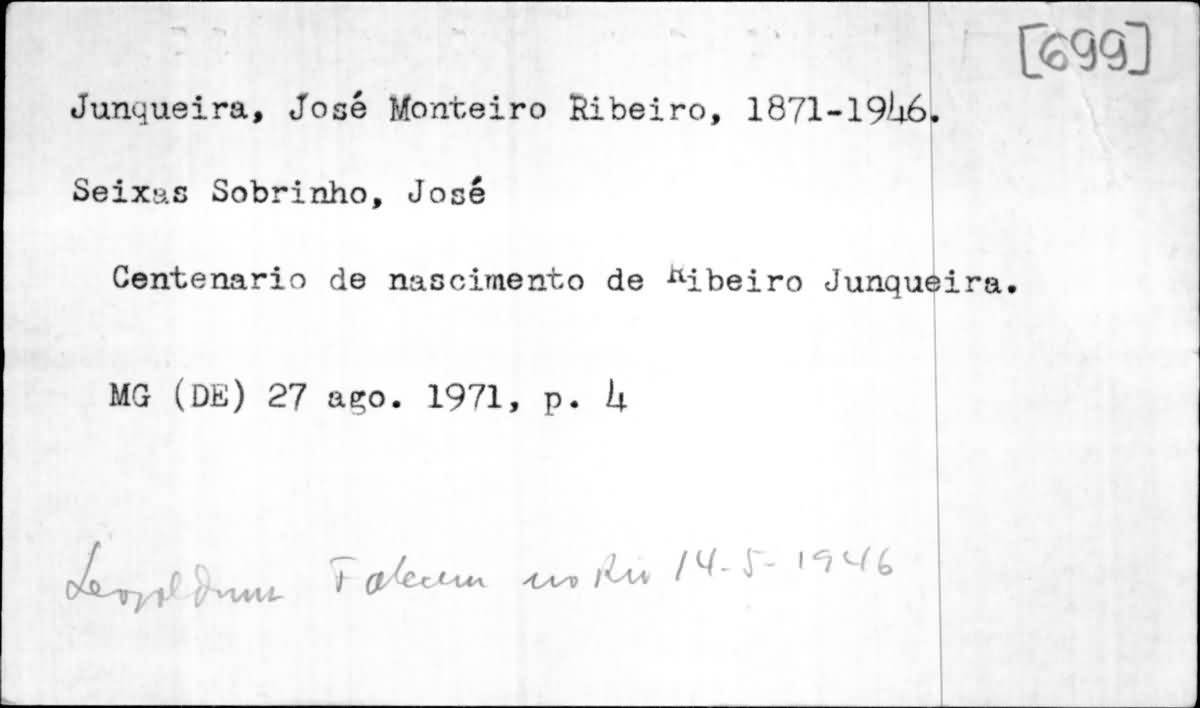 [699]
Junqueira, José Monteiro Ribeiro, 1871-1946.
Seixas Sobrinho, José
Centenario de nascimento de Ribeiro Junqueira.
MG (DE) 27 ago. 1971, p. 4
Leopoldina Faleceu no Rio 14-5-1946